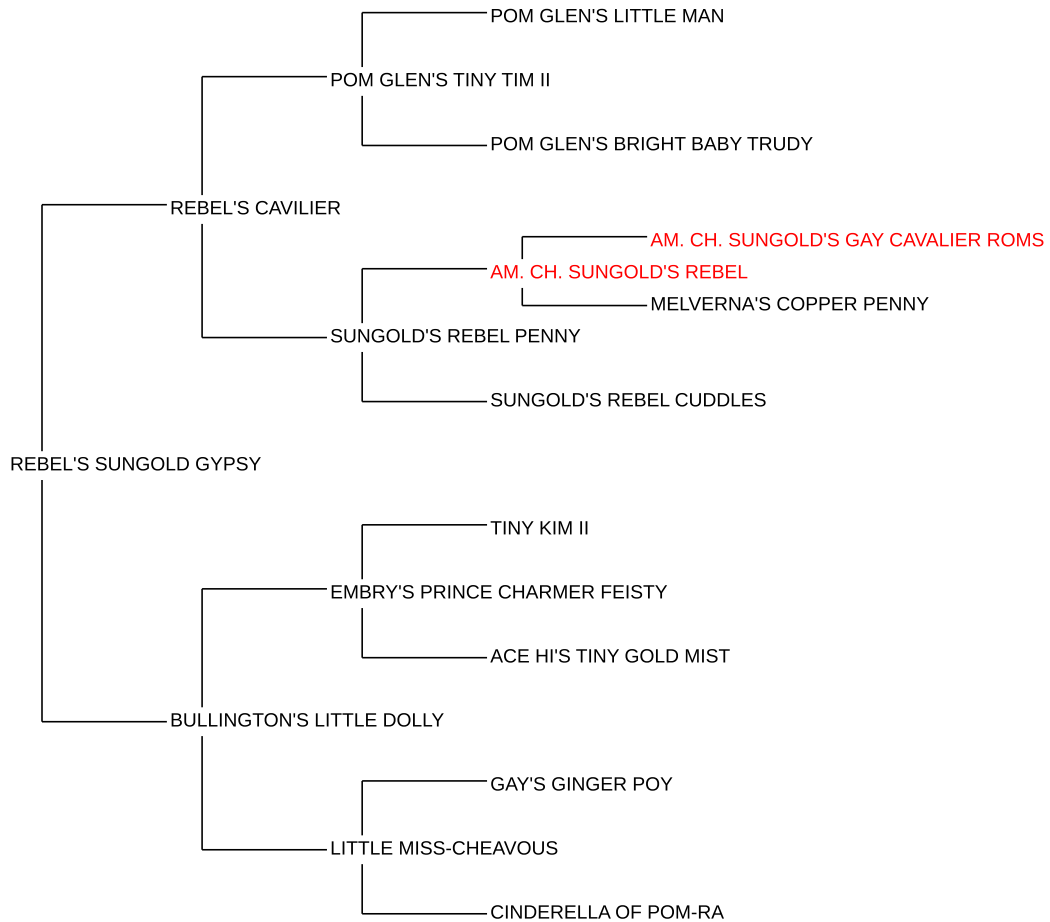 POM GLEN'S LITTLE MAN
POM GLEN'S TINY TIM II
POM GLEN'S BRIGHT BABY TRUDY
REBEL'S CAVILIER
AM. CH. SUNGOLD'S GAY CAVALIER ROMS
AM. CH. SUNGOLD'S REBEL
MELVERNA'S COPPER PENNY
SUNGOLD'S REBEL PENNY
SUNGOLD'S REBEL CUDDLES
REBEL'S SUNGOLD GYPSY
TINY KIM II
EMBRY'S PRINCE CHARMER FEISTY
ACE HI'S TINY GOLD MIST
BULLINGTON'S LITTLE DOLLY
GAY'S GINGER POY
LITTLE MISS-CHEAVOUS
CINDERELLA OF POM-RA